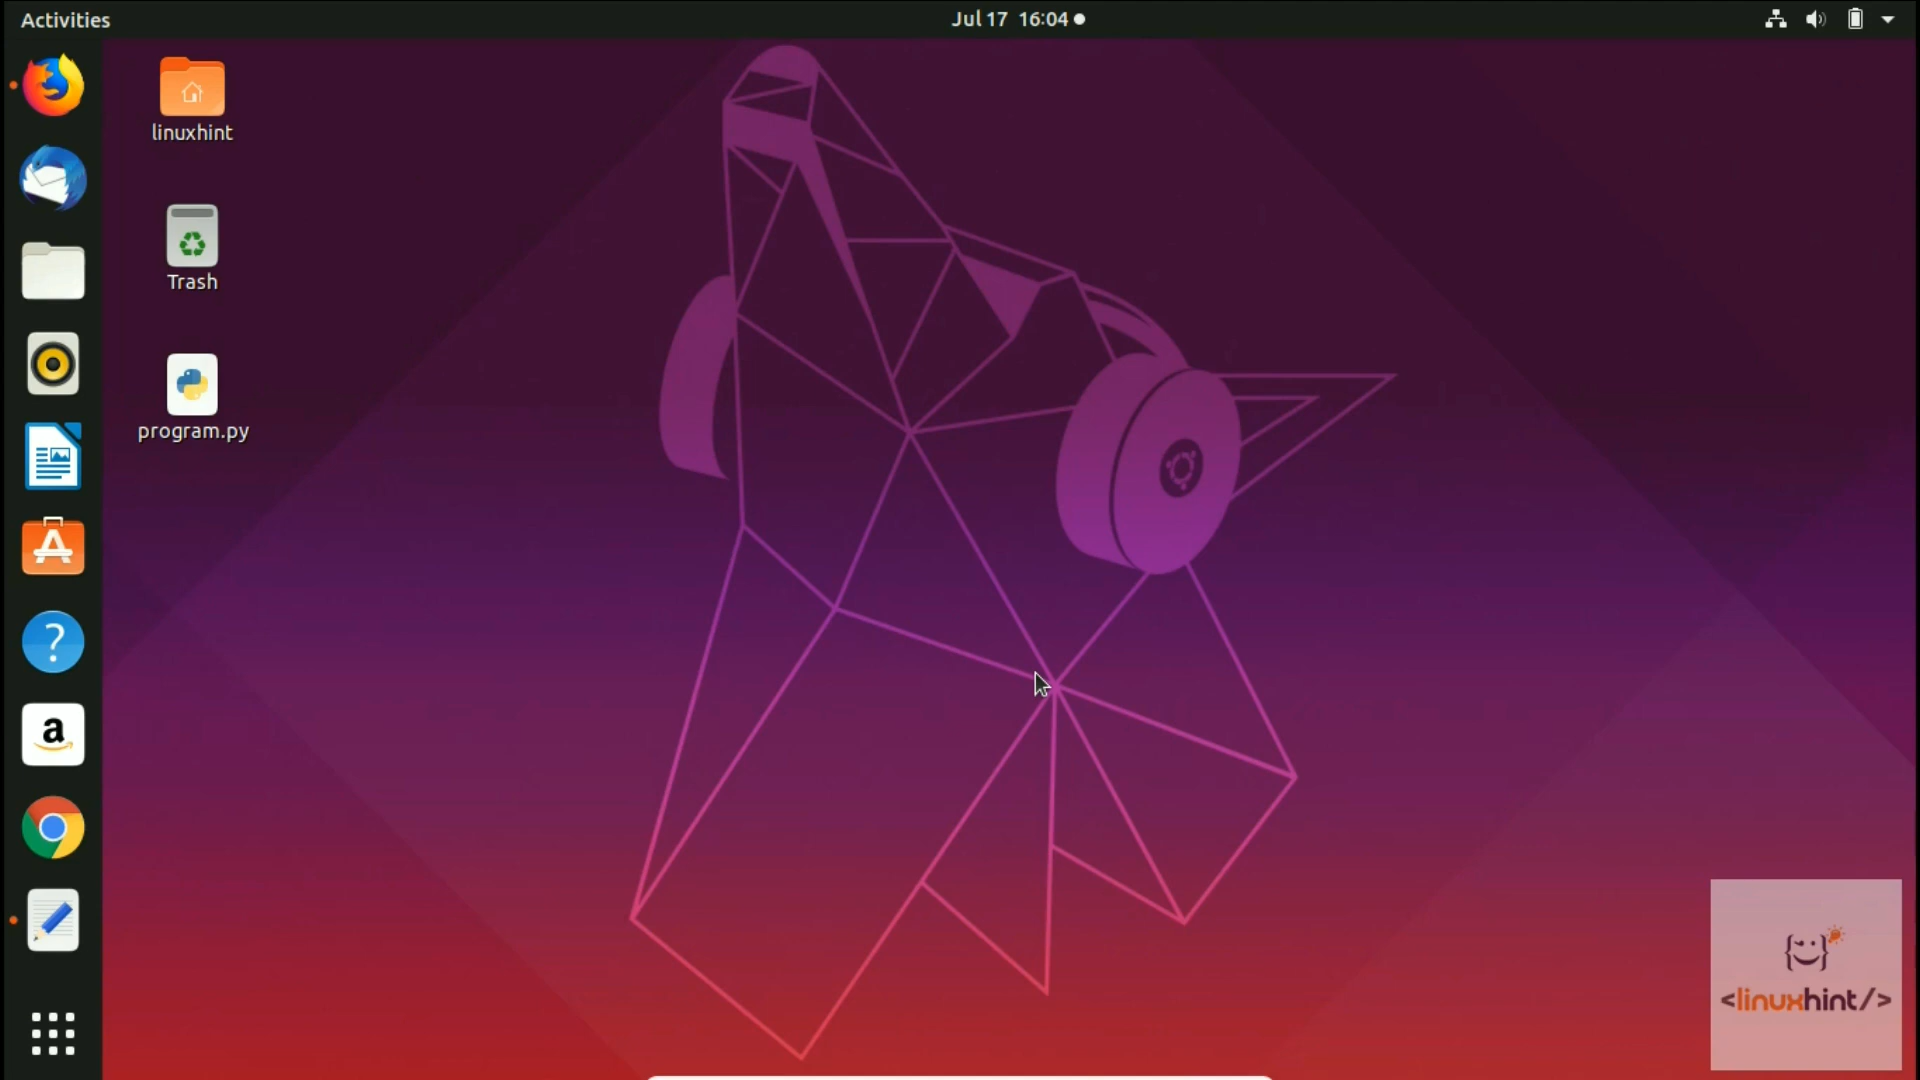 Activities
Jul 17 16:04
linuxhint
Trash
program.py
a
<linuxhint/>